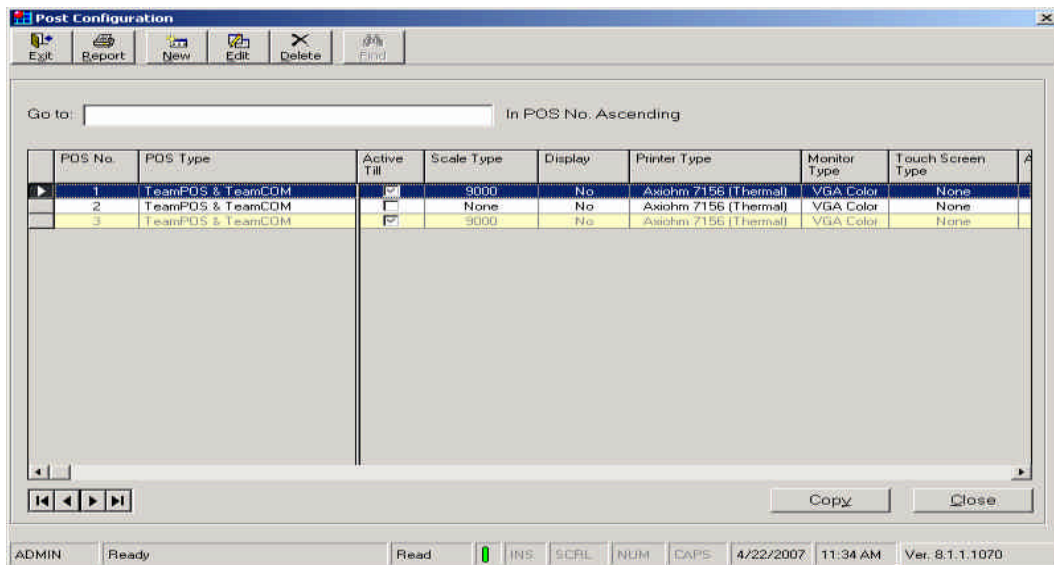 Post Configuration
Exit Report New Edit Delete Find
Go to: In POS No. Ascending
POS No. POS Type Active Till Scale Type Display Printer Type Monitor Type Touch Screen Type A
1 TeamPOS & TeamCOM 9000 No Axiohm 7156 (Thermal) VGA Color None
2 TeamPOS & TeamCOM None No Axiohm 7156 (Thermal) VGA Color None
3 TeamPOS & TeamCOM 9000 No Axiohm 7156 (Thermal) VGA Color None
Copy Close
ADMIN Ready Read INS SCRL NUM CAPS 4/22/2007 11:34 AM Ver. 8.1.1.1070